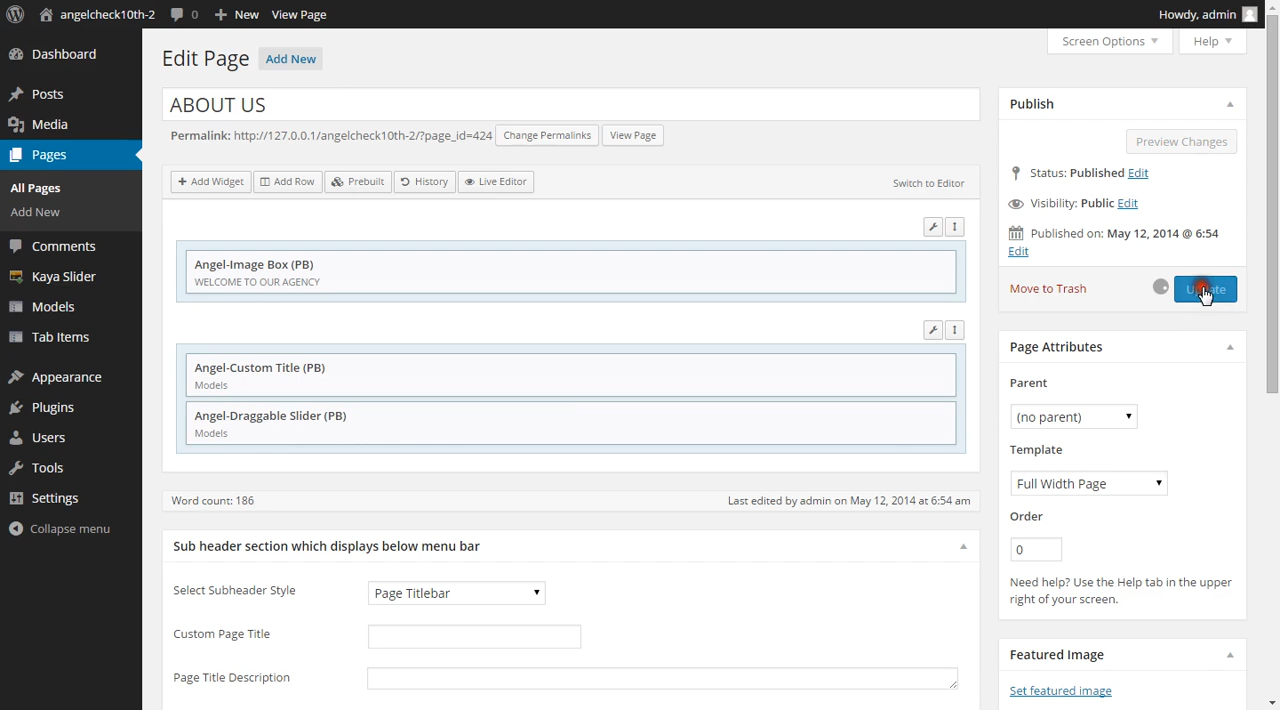 angelcheck10th-2 0 New View Page Howdy, admin
Dashboard
Posts
Media
Pages
All Pages
Add New
Comments
Kaya Slider
Models
Tab Items
Appearance
Plugins
Users
Tools
Settings
Collapse menu
Screen Options Help
Edit Page Add New
ABOUT US
Permalink: http://127.0.0.1/angelcheck10th-2/?page_id=424 Change Permalinks View Page
Add Widget Add Row Prebuilt History Live Editor Switch to Editor
Angel-Image Box (PB)
WELCOME TO OUR AGENCY
Angel-Custom Title (PB)
Models
Angel-Draggable Slider (PB)
Models
Word count: 186 Last edited by admin on May 12, 2014 at 6:54 am
Sub header section which displays below menu bar
Select Subheader Style Page Titlebar
Custom Page Title
Page Title Description
Publish
Preview Changes
Status: Published Edit
Visibility: Public Edit
Published on: May 12, 2014 @ 6:54
Edit
Move to Trash Update
Page Attributes
Parent
(no parent)
Template
Full Width Page
Order
0
Need help? Use the Help tab in the upper
right of your screen.
Featured Image
Set featured image